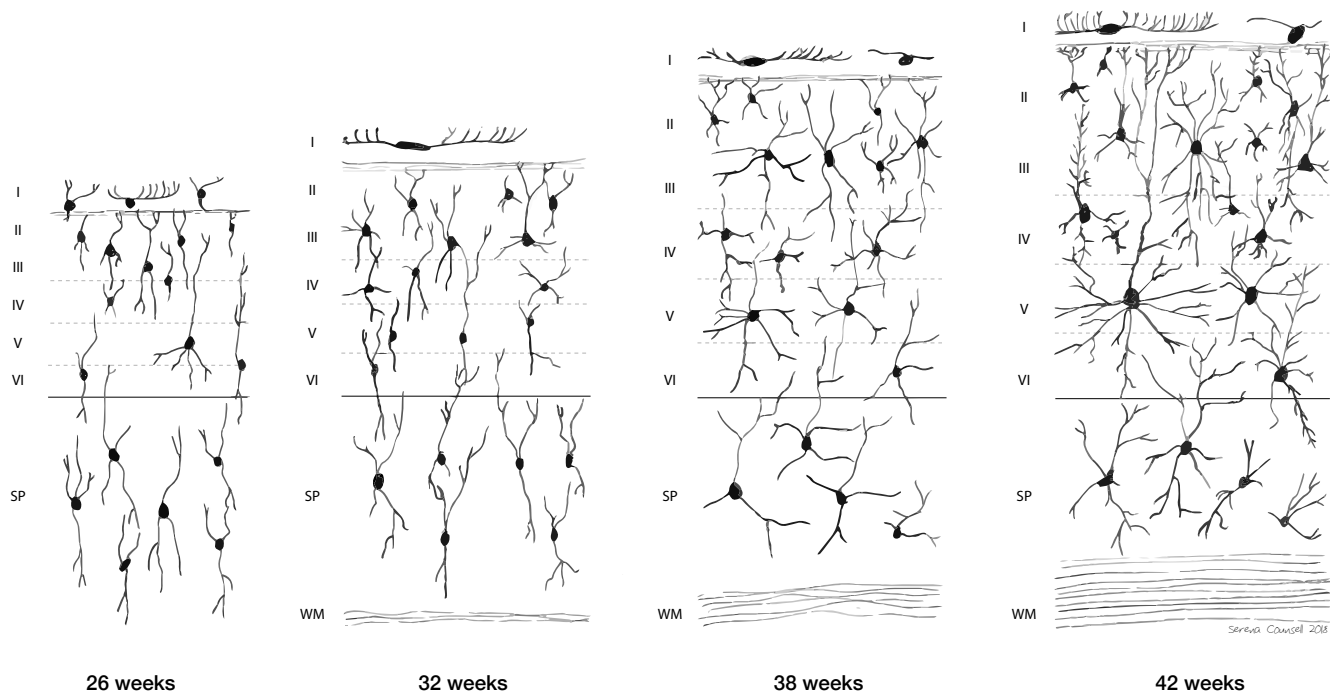 I
II
III
IV
V
VI
SP
26 weeks
I
II
III
IV
V
VI
SP
WM
32 weeks
I
II
III
IV
V
VI
SP
WM
38 weeks
I
II
III
IV
V
VI
SP
WM
Serena Counsell 2018
42 weeks